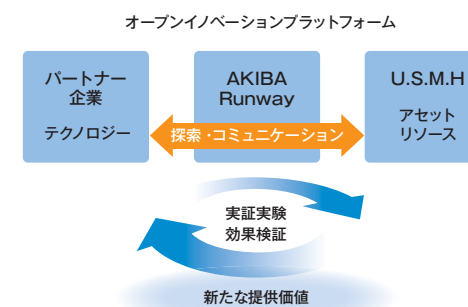 オープンイノベーションプラットフォーム
パートナー
企業
テクノロジー
AKIBA
Runway
U.S.M.H
アセット
リソース
探索・コミュニケーション
実証実験
効果検証
新たな提供価値